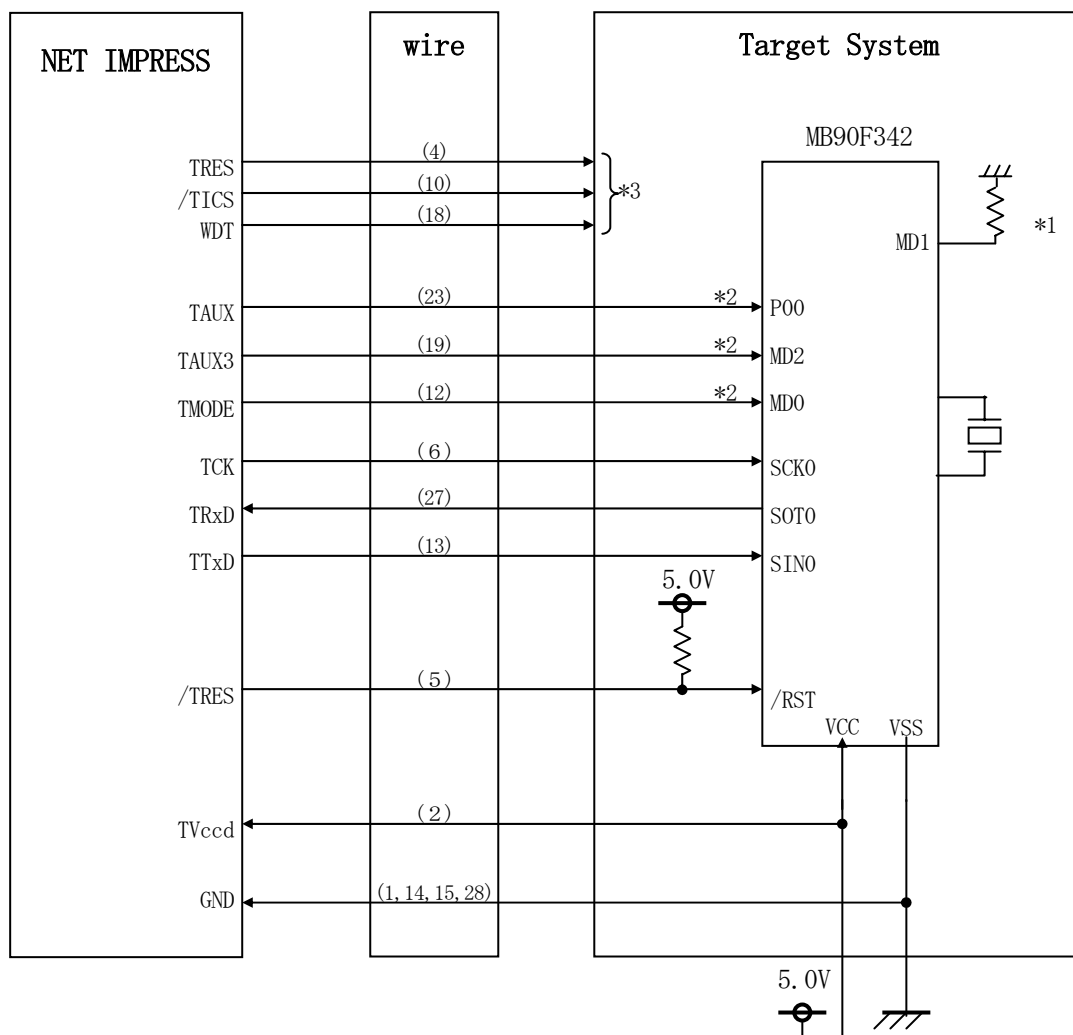 NET IMPRESS
wire
Target System
MB90F342
TRES
(4)
/TICS
(10)
*3
WDT
(18)
MD1
*1
TAUX
(23)
*2
P00
TAUX3
(19)
*2
MD2
TMODE
(12)
*2
MD0
TCK
(6)
SCK0
TRxD
(27)
SOT0
TTxD
(13)
SIN0
5.0V
/TRES
(5)
/RST
VCC
VSS
TVccd
(2)
GND
(1,14,15,28)
5.0V